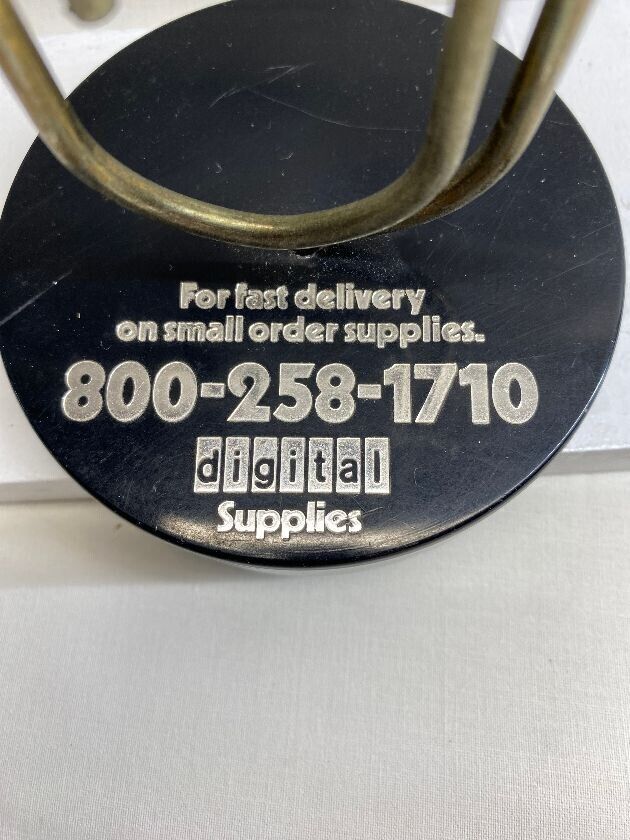 For fast delivery
on small order supplies.
800-258-1710
digital
Supplies